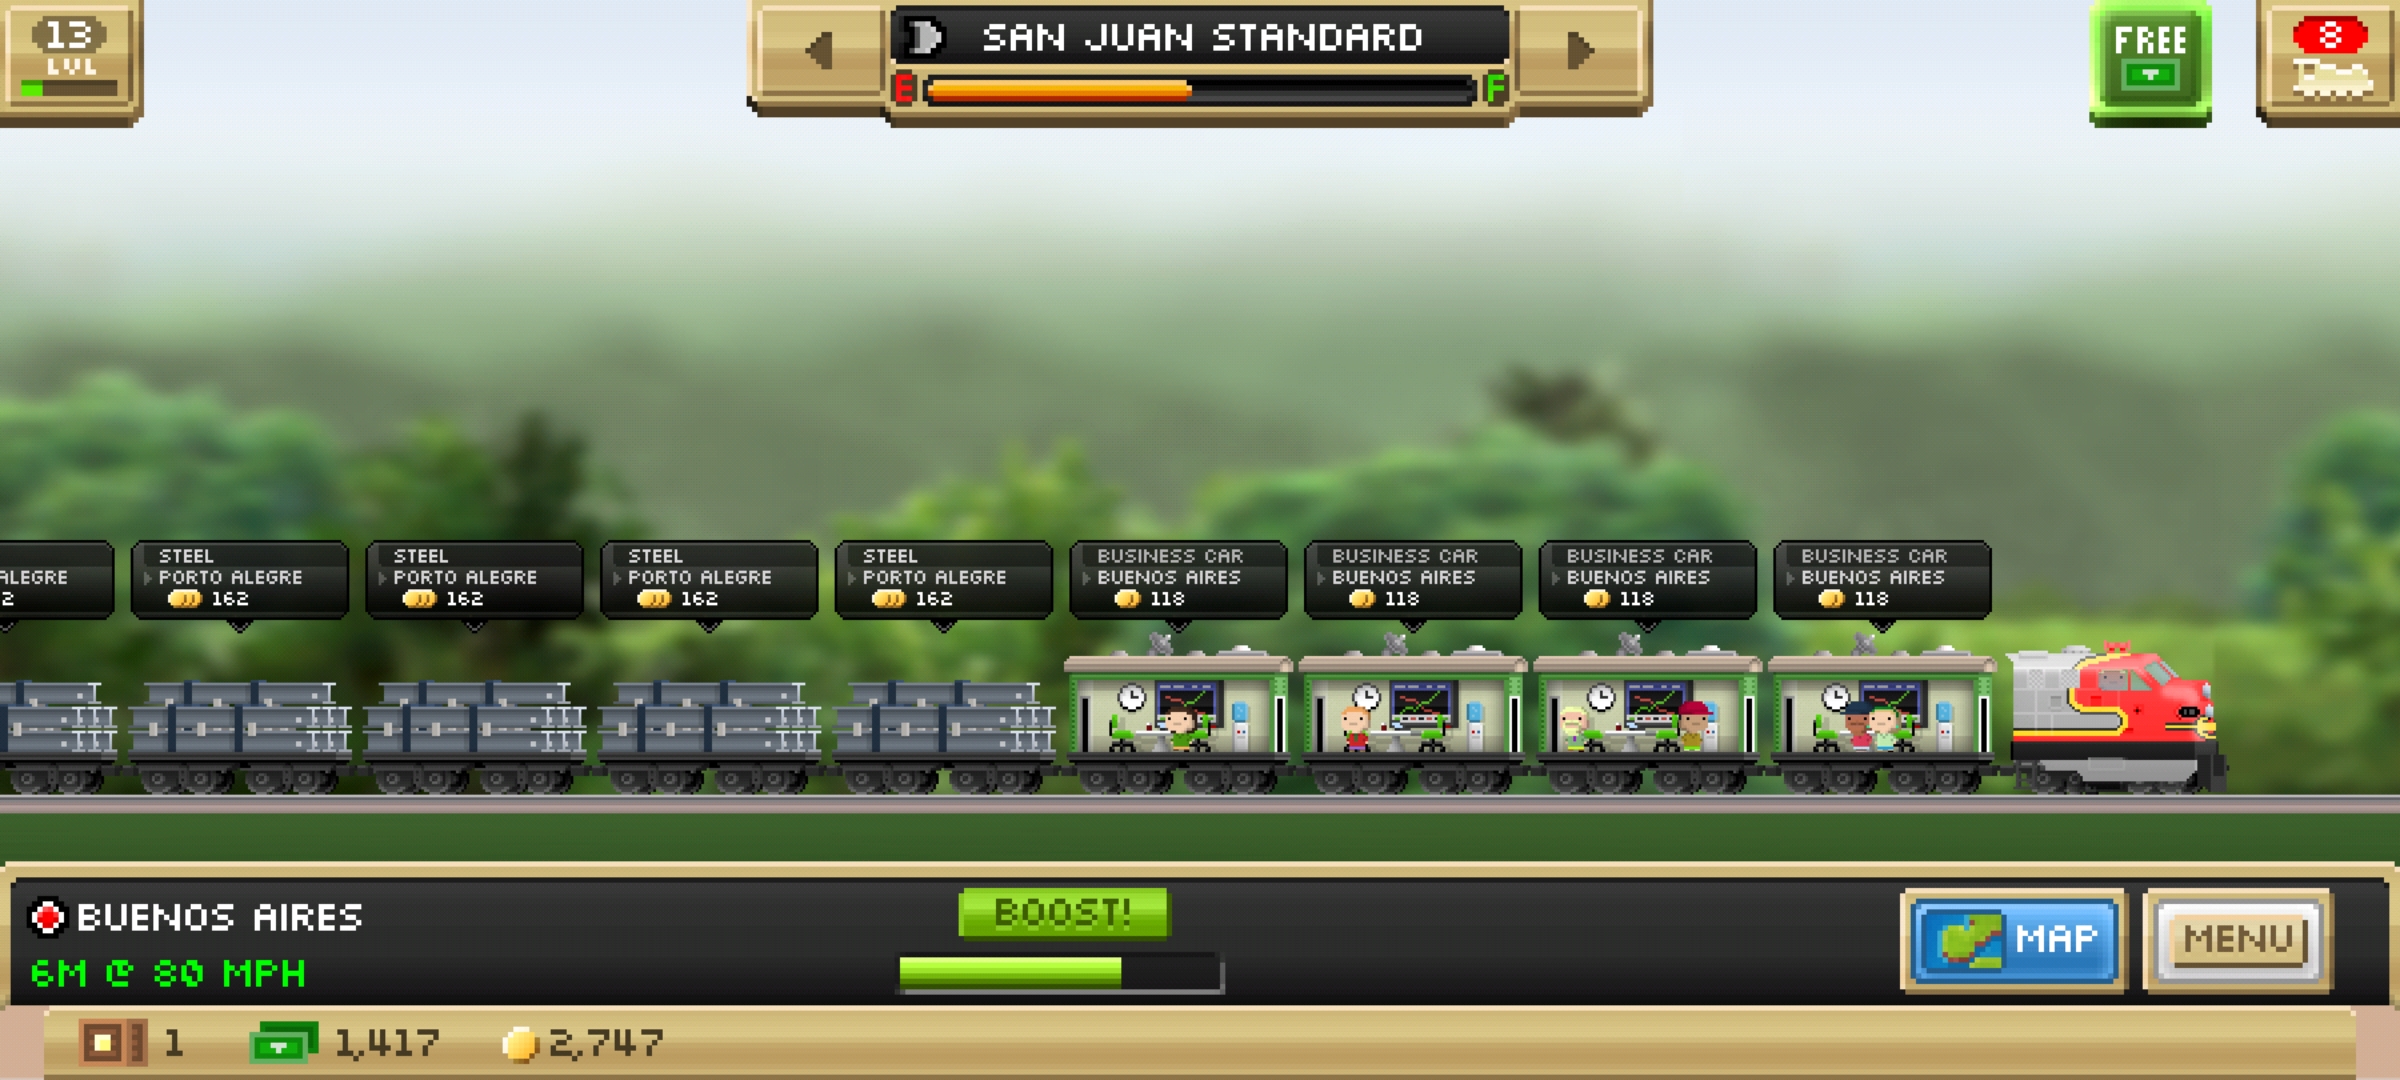 13
LVL
SAN JUAN STANDARD
E F
FREE
8
ALEGRE
2
STEEL
PORTO ALEGRE
162
STEEL
PORTO ALEGRE
162
STEEL
PORTO ALEGRE
162
STEEL
PORTO ALEGRE
162
BUSINESS CAR
BUENOS AIRES
118
BUSINESS CAR
BUENOS AIRES
118
BUSINESS CAR
BUENOS AIRES
118
BUSINESS CAR
BUENOS AIRES
118
BUENOS AIRES
6M @ 80 MPH
BOOST!
MAP
MENU
1 1,417 2,747